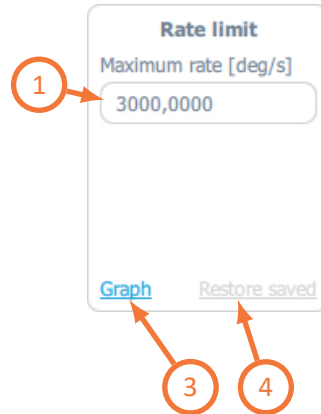 Rate limit
Maximum rate [deg/s]
1
3000,0000
Graph Restore saved
3 4